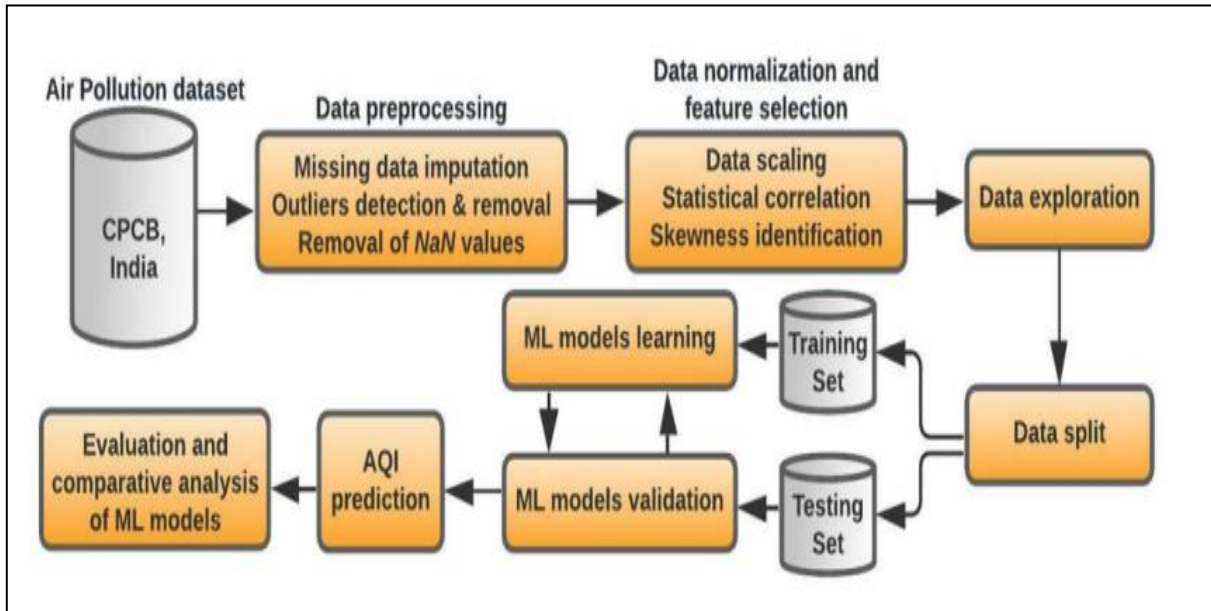 Air Pollution dataset
CPCB,
India
Data preprocessing
Missing data imputation
Outliers detection & removal
Removal of NaN values
Data normalization and
feature selection
Data scaling
Statistical correlation
Skewness identification
Data exploration
Data split
Training
Set
Testing
Set
ML models learning
ML models validation
AQI
prediction
Evaluation and
comparative analysis
of ML models